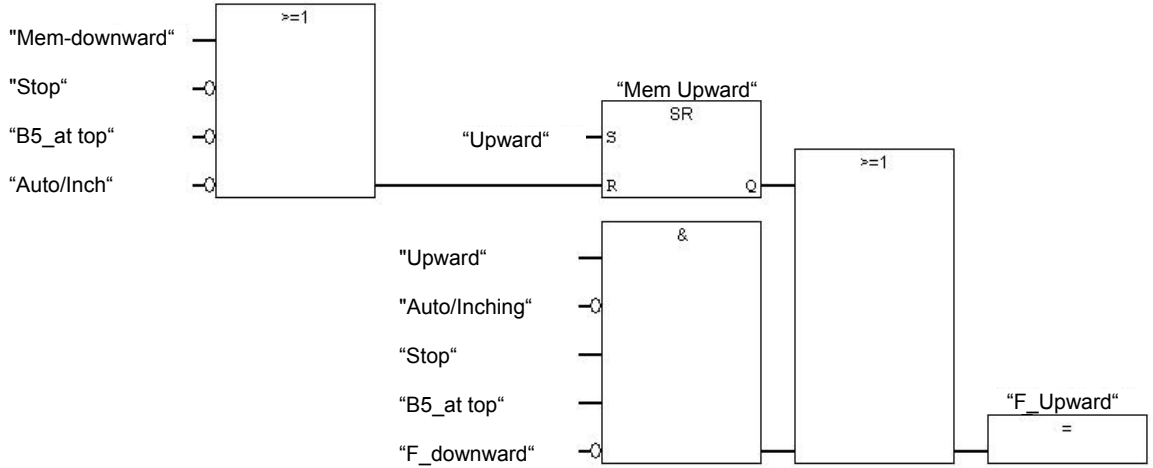 >=1
"Mem-downward“
"Stop“
“B5_at top“
“Auto/Inch“
“Mem Upward“
SR
“Upward“
S
R
Q
>=1
&
"Upward“
"Auto/Inching“
“Stop“
“B5_at top“
“F_downward“
“F_Upward“
=